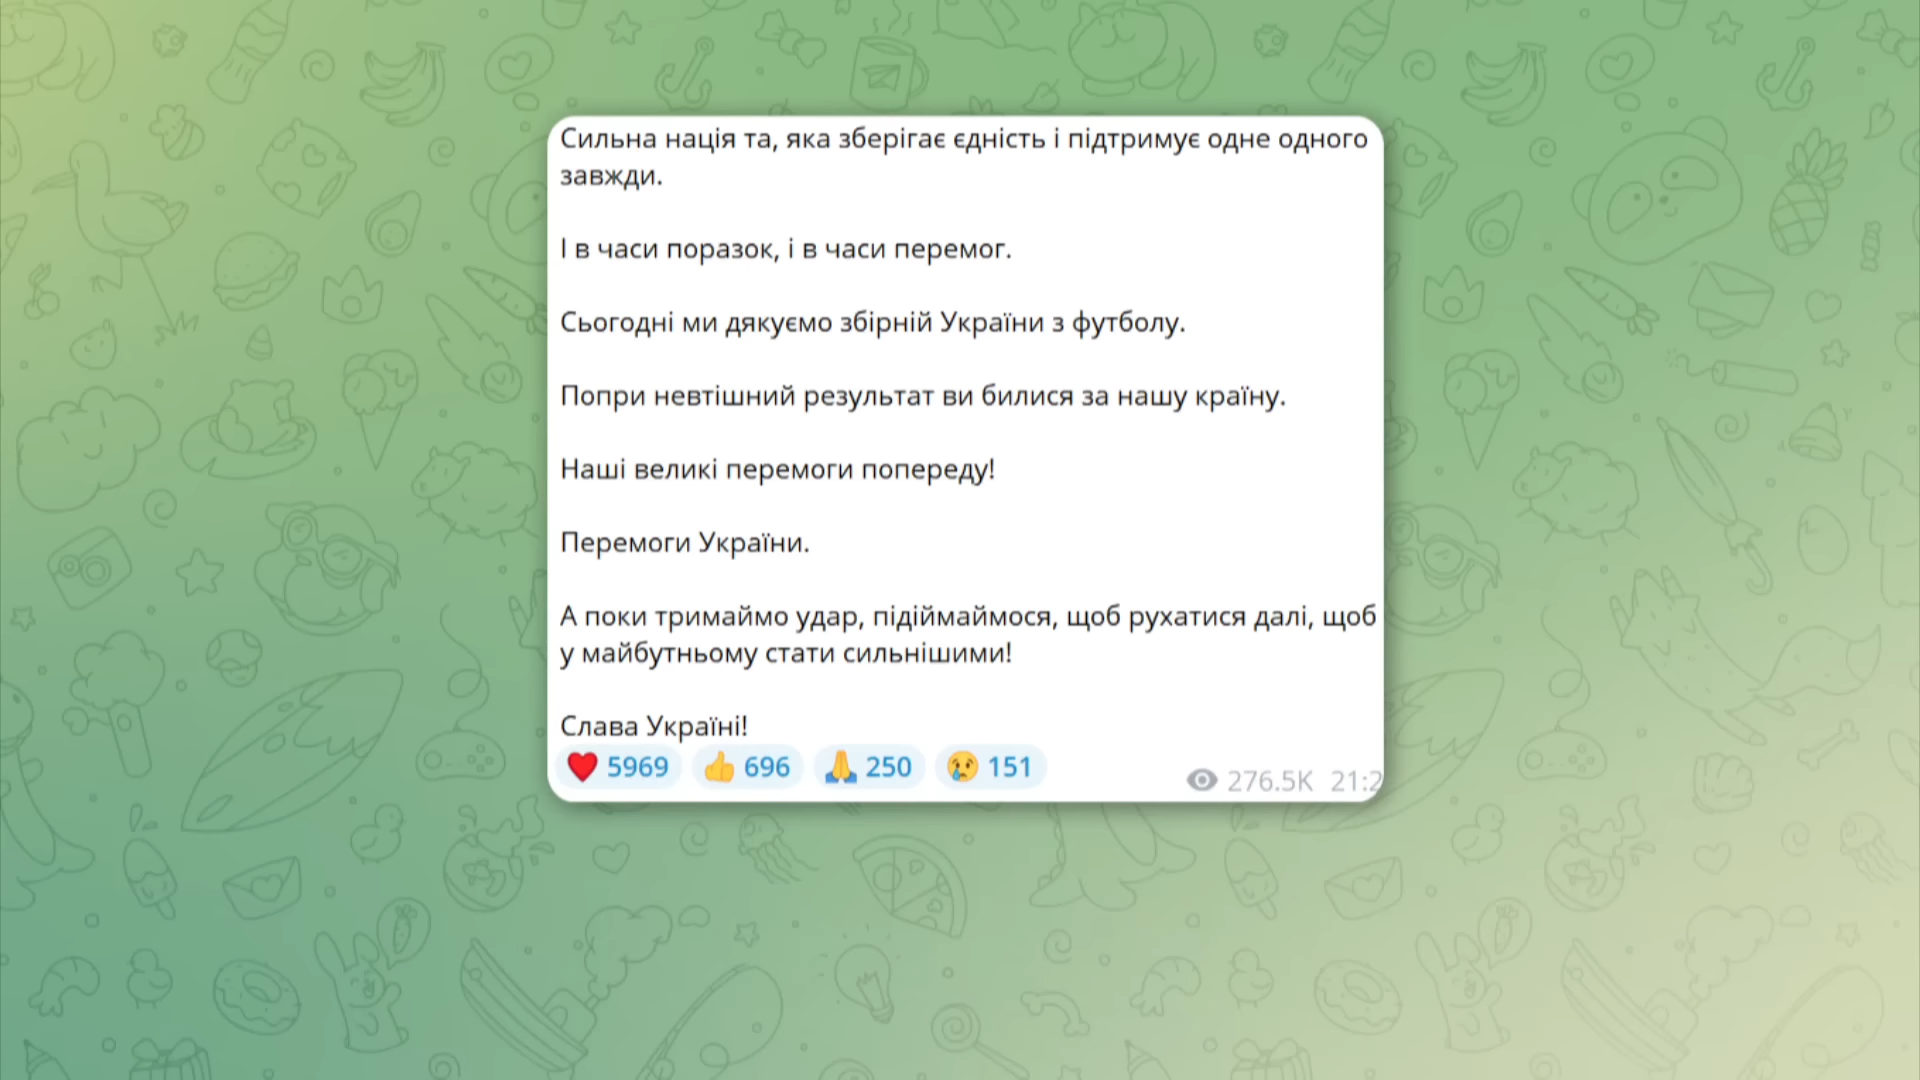 Сильна нація та, яка зберігає єдність і підтримує одне одного
завжди.
І в часи поразок, і в часи перемог.
Сьогодні ми дякуємо збірній України з футболу.
Попри невтішний результат ви билися за нашу країну.
Наші великі перемоги попереду!
Перемоги України.
А поки тримаймо удар, підіймаймося, щоб рухатися далі, щоб
у майбутньому стати сильнішими!
Слава Україні!
5969 696 250 151
276.5K 21:2